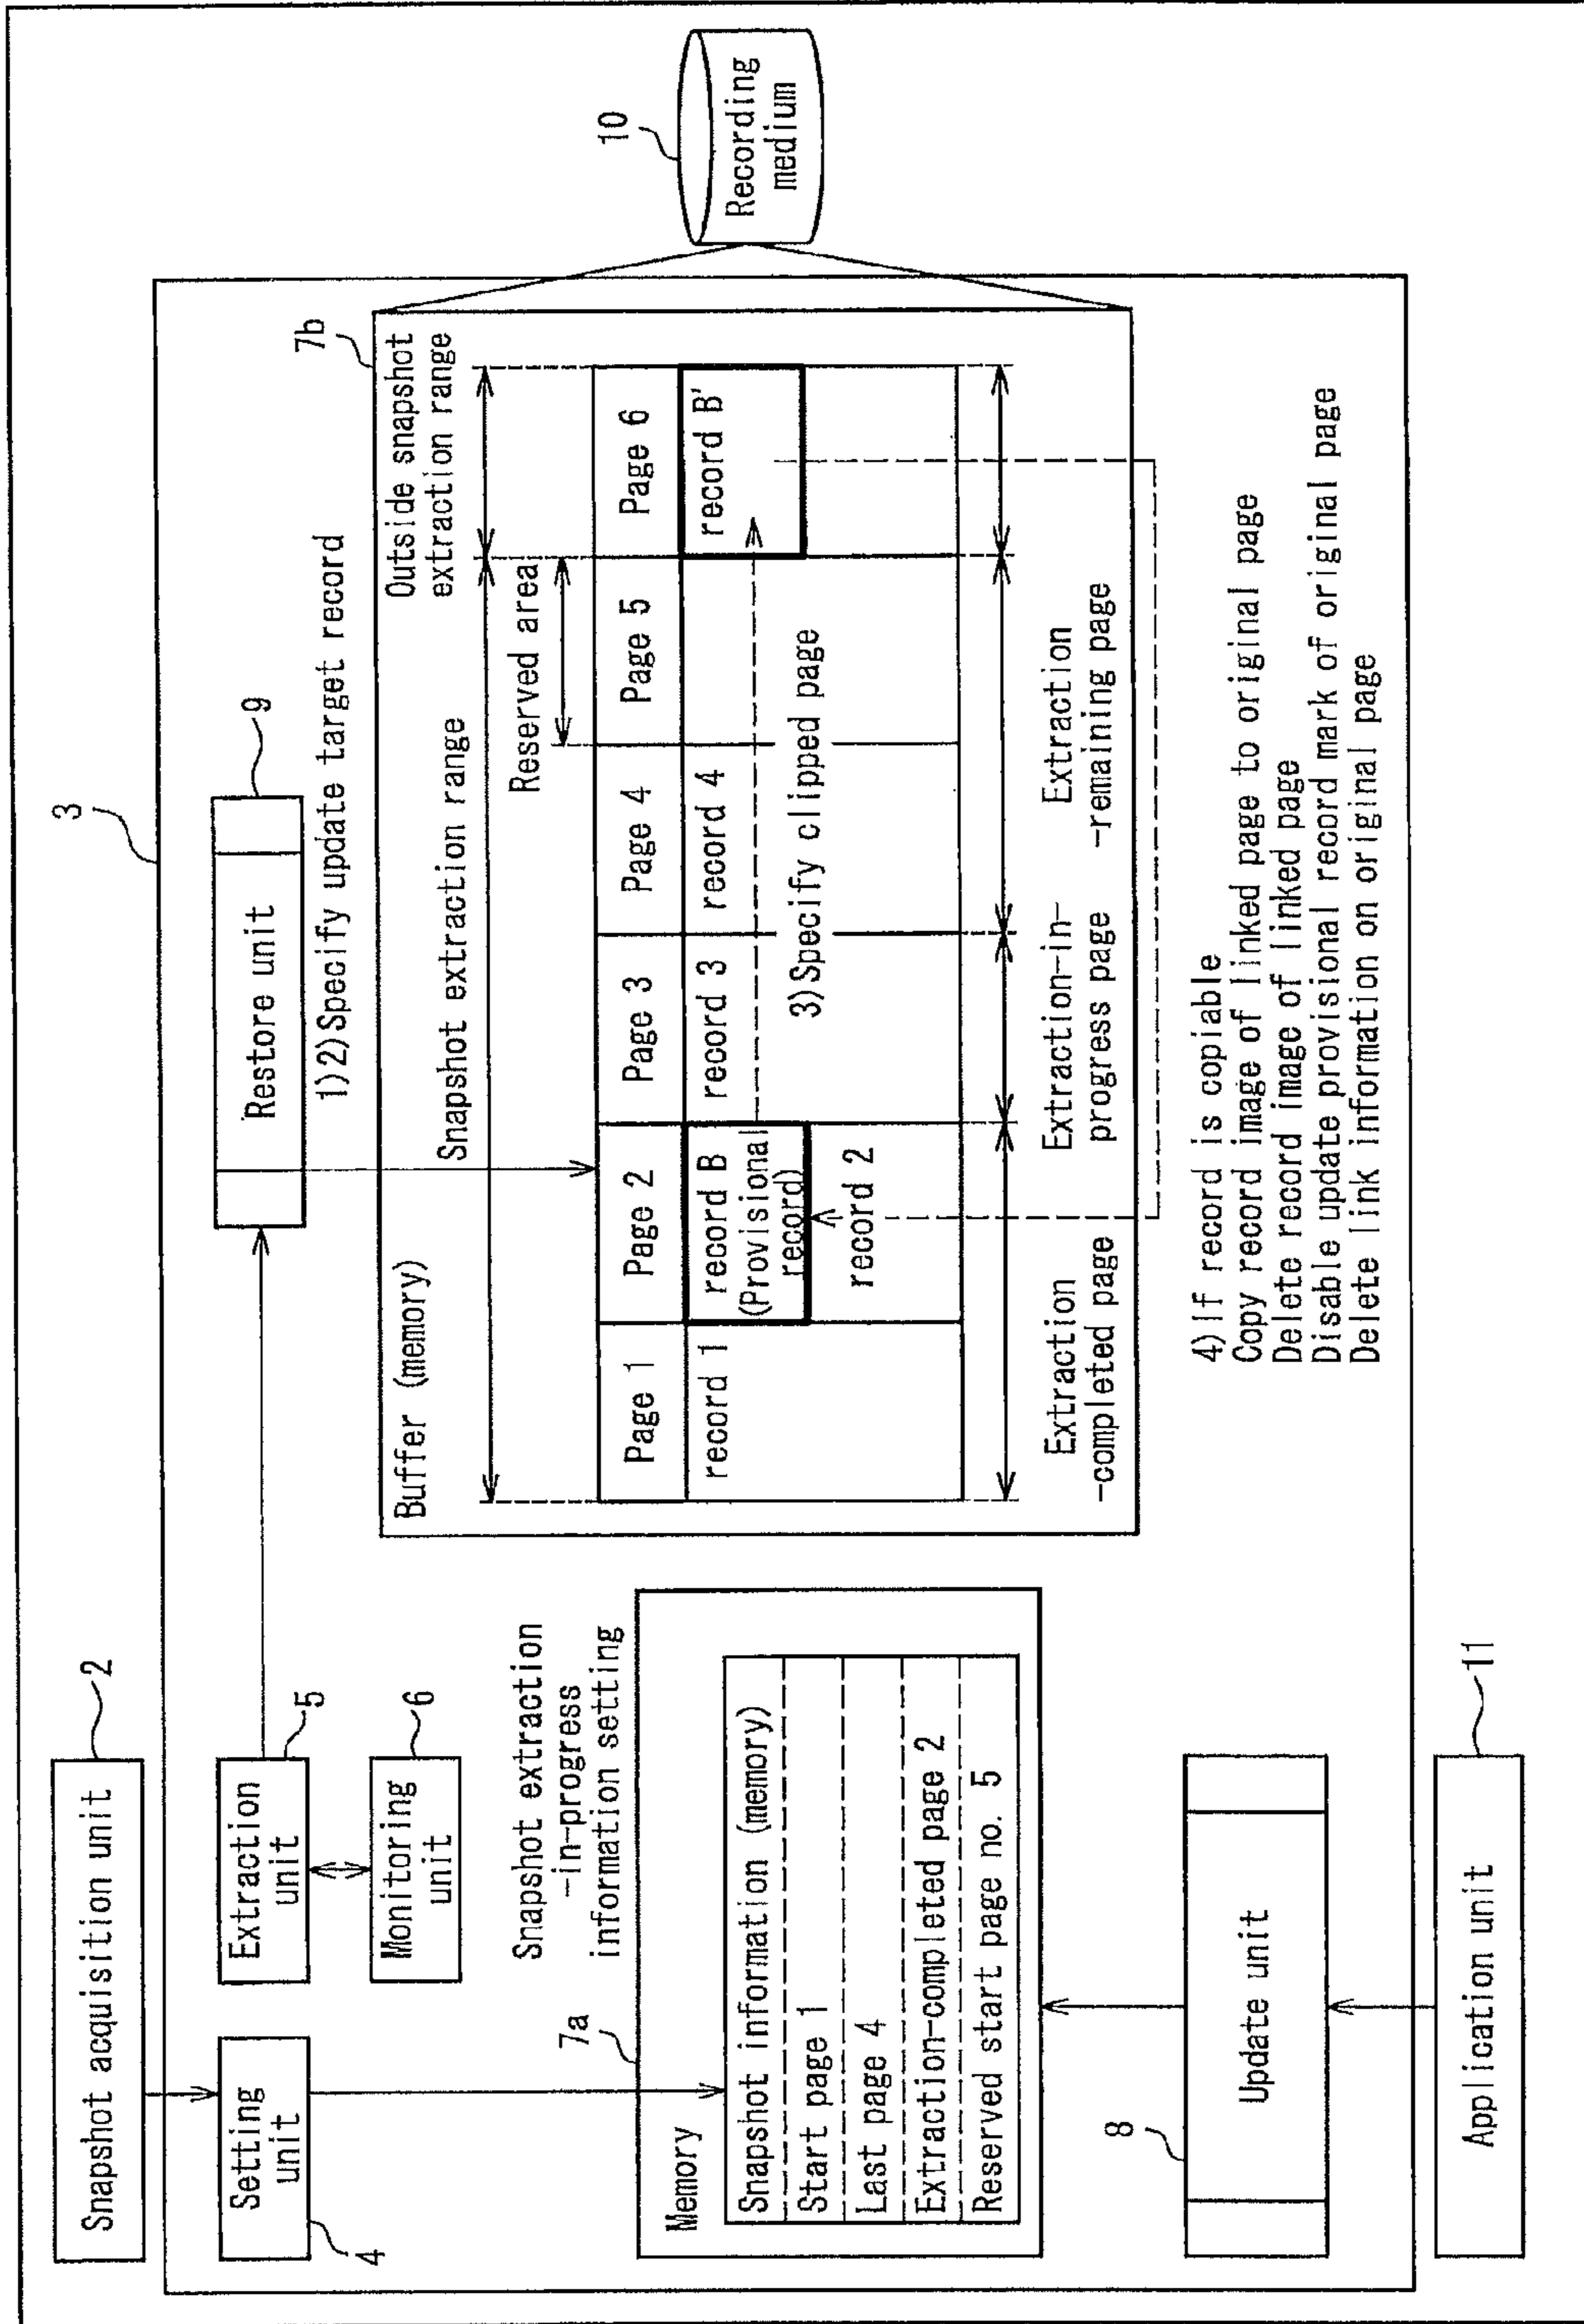 Snapshot acquisition unit
2
3
Setting
unit
4
Extraction
unit
5
Monitoring
unit
6
Restore unit
9
1)2)Specify update target record
Snapshot extraction
-in-progress
information setting
7a
Memory
Snapshot information (memory)
Start page 1
Last page 4
Extraction-completed page 2
Reserved start page no. 5
8
Update unit
Application unit
11
7b
Buffer (memory)
Snapshot extraction range
Outside snapshot
extraction range
Reserved area
Page 1
Page 2
Page 3
Page 4
Page 5
Page 6
record 1
record B
(Provisional
record)
record 2
record 3
record 4
record B'
3)Specify clipped page
Extraction
-completed page
Extraction-in-
progress page
Extraction
-remaining page
10
Recording
medium
4)If record is copiable
Copy record image of linked page to original page
Delete record image of linked page
Disable update provisional record mark of original page
Delete link information on original page